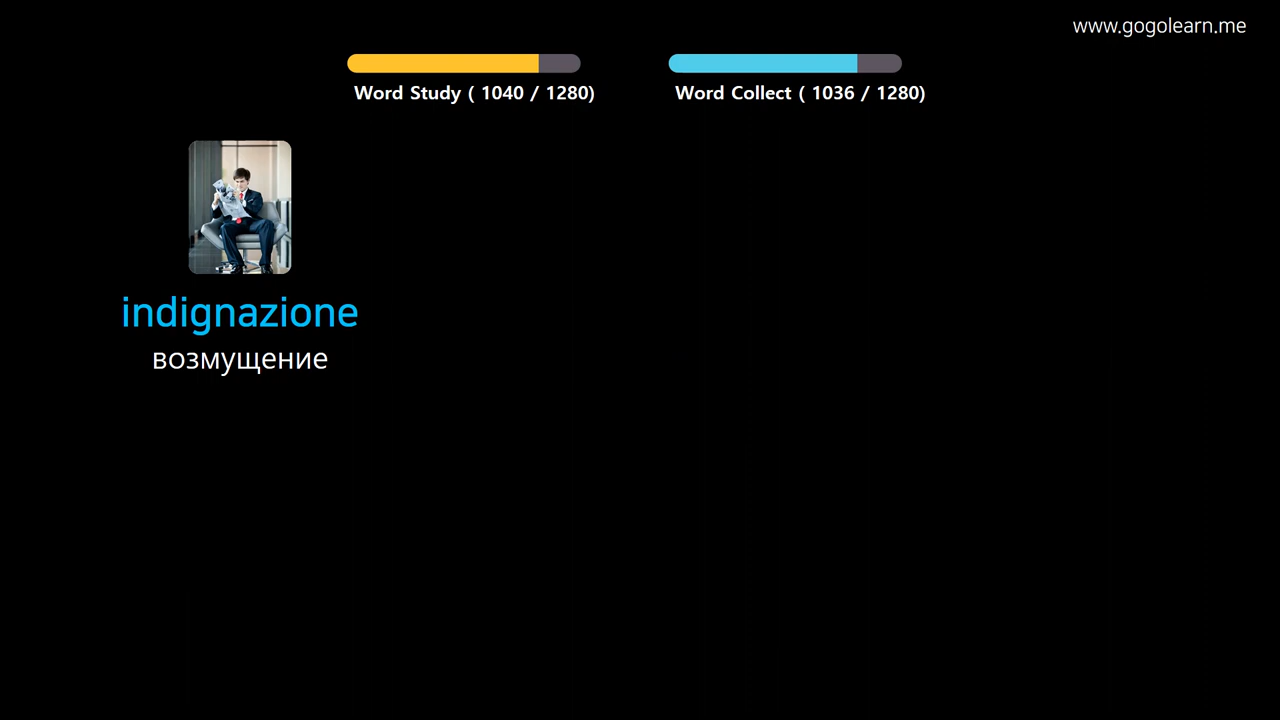 www.gogolearn.me
Word Study ( 1040 / 1280)
Word Collect ( 1036 / 1280)
indignazione
возмущение